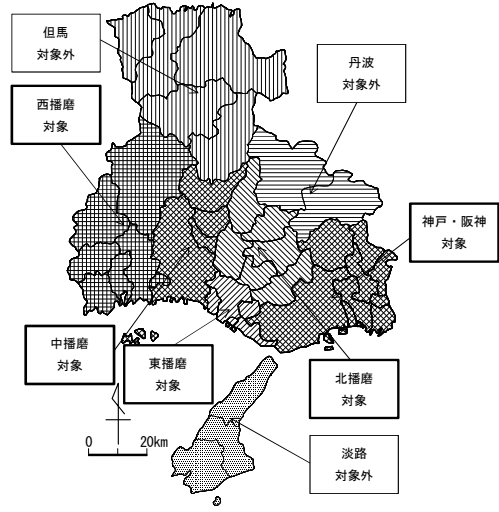 但馬
対象外
丹波
対象外
西播磨
対象
神戸・阪神
対象
中播磨
対象
東播磨
対象
北播磨
対象
淡路
対象外
0 20km